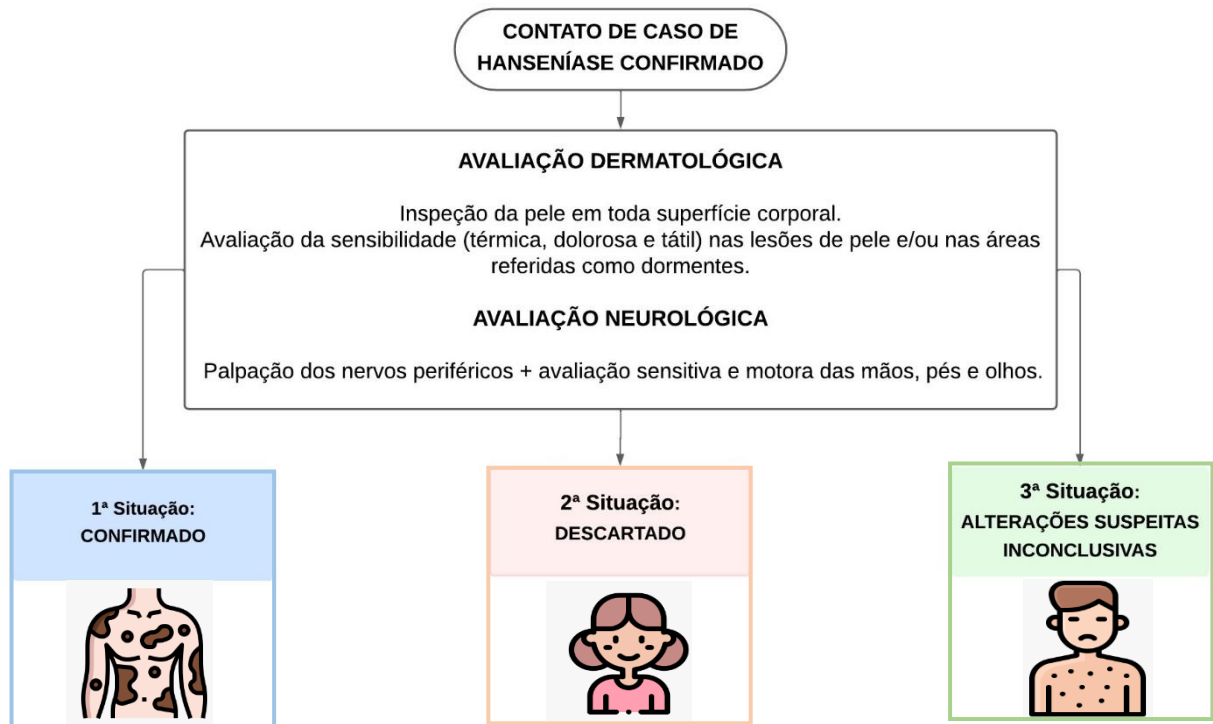 CONTATO DE CASO DE
HANSENÍASE CONFIRMADO
AVALIAÇÃO DERMATOLÓGICA
Inspeção da pele em toda superfície corporal.
Avaliação da sensibilidade (térmica, dolorosa e tátil) nas lesões de pele e/ou nas áreas
referidas como dormentes.
AVALIAÇÃO NEUROLÓGICA
Palpação dos nervos periféricos + avaliação sensitiva e motora das mãos, pés e olhos.
1ª Situação:
CONFIRMADO
2ª Situação:
DESCARTADO
3ª Situação:
ALTERAÇÕES SUSPEITAS
INCONCLUSIVAS